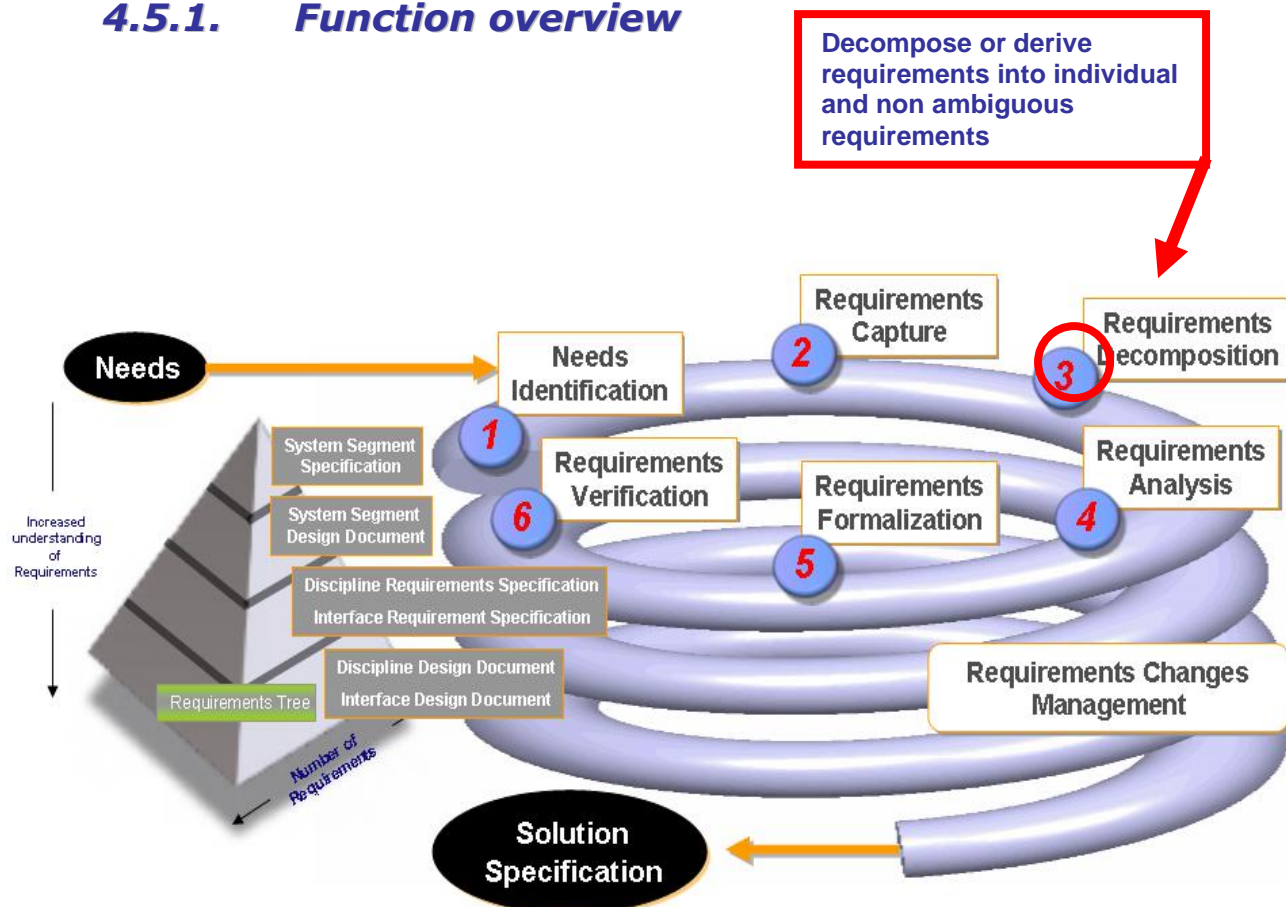 4.5.1. Function overview
Decompose or derive
requirements into individual
and non ambiguous
requirements
Needs
Needs
Identification
1
2
Requirements
Capture
3
Requirements
Decomposition
Requirements
Analysis
4
Requirements
Formalization
5
Requirements
Verification
6
Increased
understanding
of
Requirements
System Segment
Specification
System Segment
Design Document
Discipline Requirements Specification
Interface Requirement Specification
Discipline Design Document
Interface Design Document
Requirements Tree
Number of
Requirements
Requirements Changes
Management
Solution
Specification